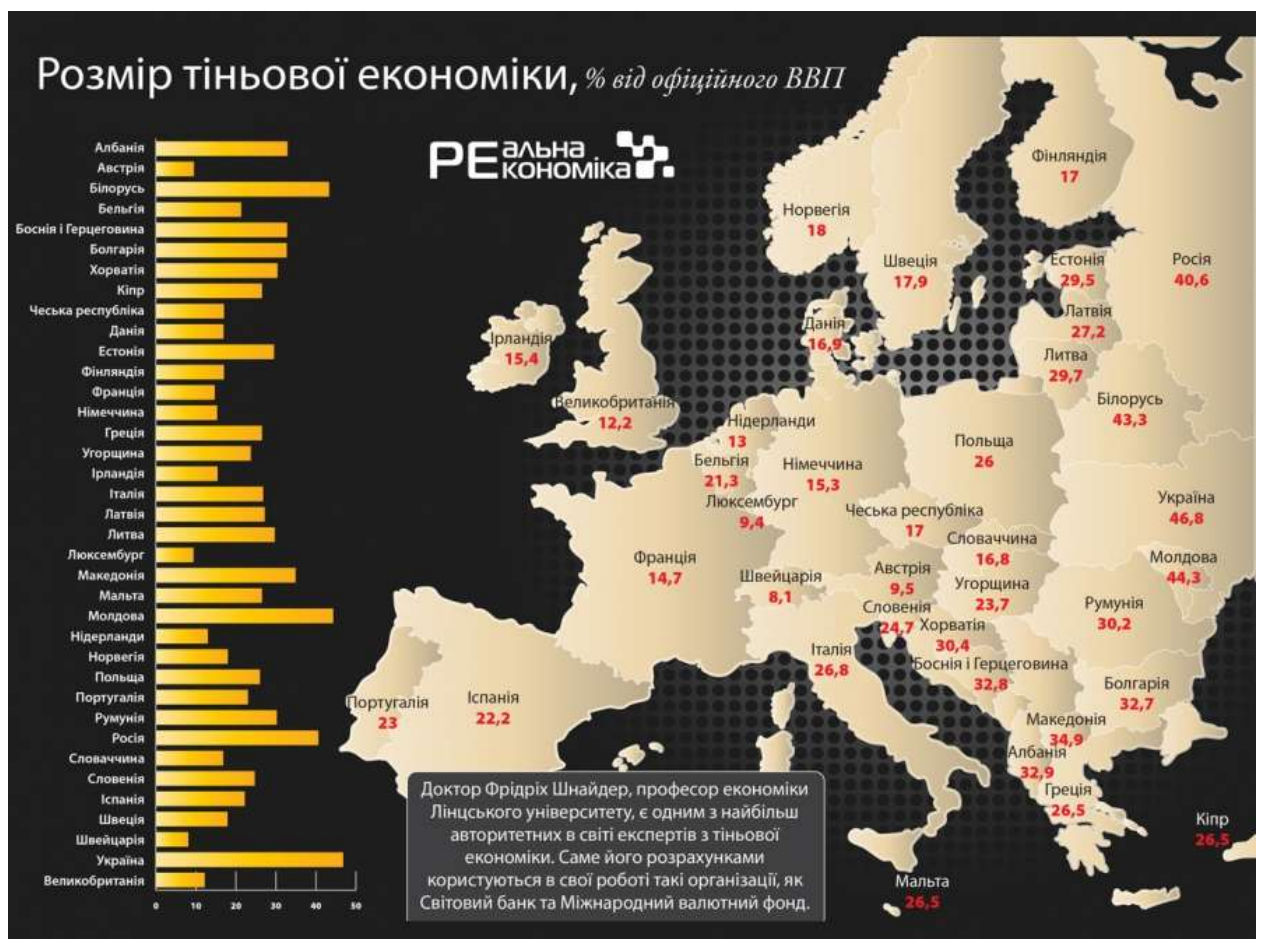 Розмір тіньової економіки, % від офіційного ВВП
РЕальна
Економіка
Албанія
Австрія
Білорусь
Бельгія
Боснія і Герцеговина
Болгарія
Хорватія
Кіпр
Чеська республіка
Данія
Естонія
Фінляндія
Франція
Німеччина
Греція
Угорщина
Ірландія
Італія
Латвія
Литва
Люксембург
Македонія
Мальта
Молдова
Нідерланди
Норвегія
Польща
Португалія
Румунія
Росія
Словаччина
Словенія
Іспанія
Швеція
Швейцарія
Україна
Великобританія
0 10 20 30 40 50
Фінляндія
17
Норвегія
18
Швеція
17,9
Естонія
29,5
Росія
40,6
Латвія
27,2
Данія
16,9
Ірландія
15,4
Литва
29,7
Білорусь
43,3
Великобританія
12,2
Нідерланди
13
Польща
26
Бельгія
21,3
Німеччина
15,3
Люксембург
9,4
Чеська республіка
17
Україна
46,8
Словаччина
16,8
Франція
14,7
Швейцарія
8,1
Австрія
9,5
Угорщина
23,7
Молдова
44,3
Словенія
24,7
Хорватія
30,4
Румунія
30,2
Італія
26,8
Боснія і Герцеговина
32,8
Болгарія
32,7
Португалія
23
Іспанія
22,2
Македонія
34,9
Албанія
32,9
Греція
26,5
Кіпр
26,5
Мальта
26,5
Доктор Фрідріх Шнайдер, професор економіки
Лінцського університету, є одним з найбільш
авторитетних в світі експертів з тіньової
економіки. Саме його розрахунками
користуються в свої роботі такі організації, як
Світовий банк та Міжнародний валютний фонд.